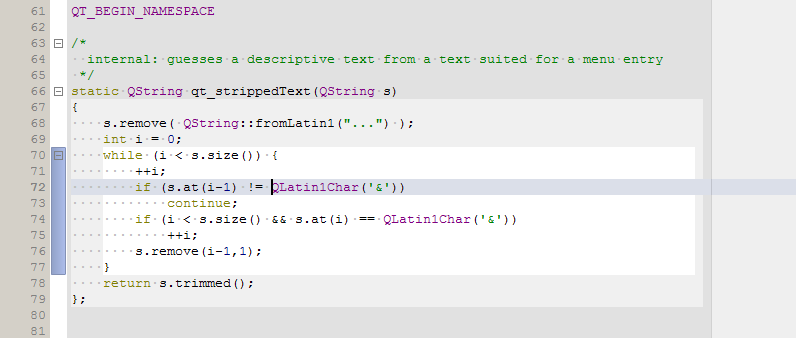 61 QT_BEGIN_NAMESPACE
62
63 /*
64   internal: guesses a descriptive text from a text suited for a menu entry
65  */
66 static QString qt_strippedText(QString s)
67 {
68     s.remove( QString::fromLatin1("...") );
69     int i = 0;
70     while (i < s.size()) {
71         ++i;
72         if (s.at(i-1) != QLatin1Char('&'))
73             continue;
74         if (i < s.size() && s.at(i) == QLatin1Char('&'))
75             ++i;
76         s.remove(i-1,1);
77     }
78     return s.trimmed();
79 };
80
81